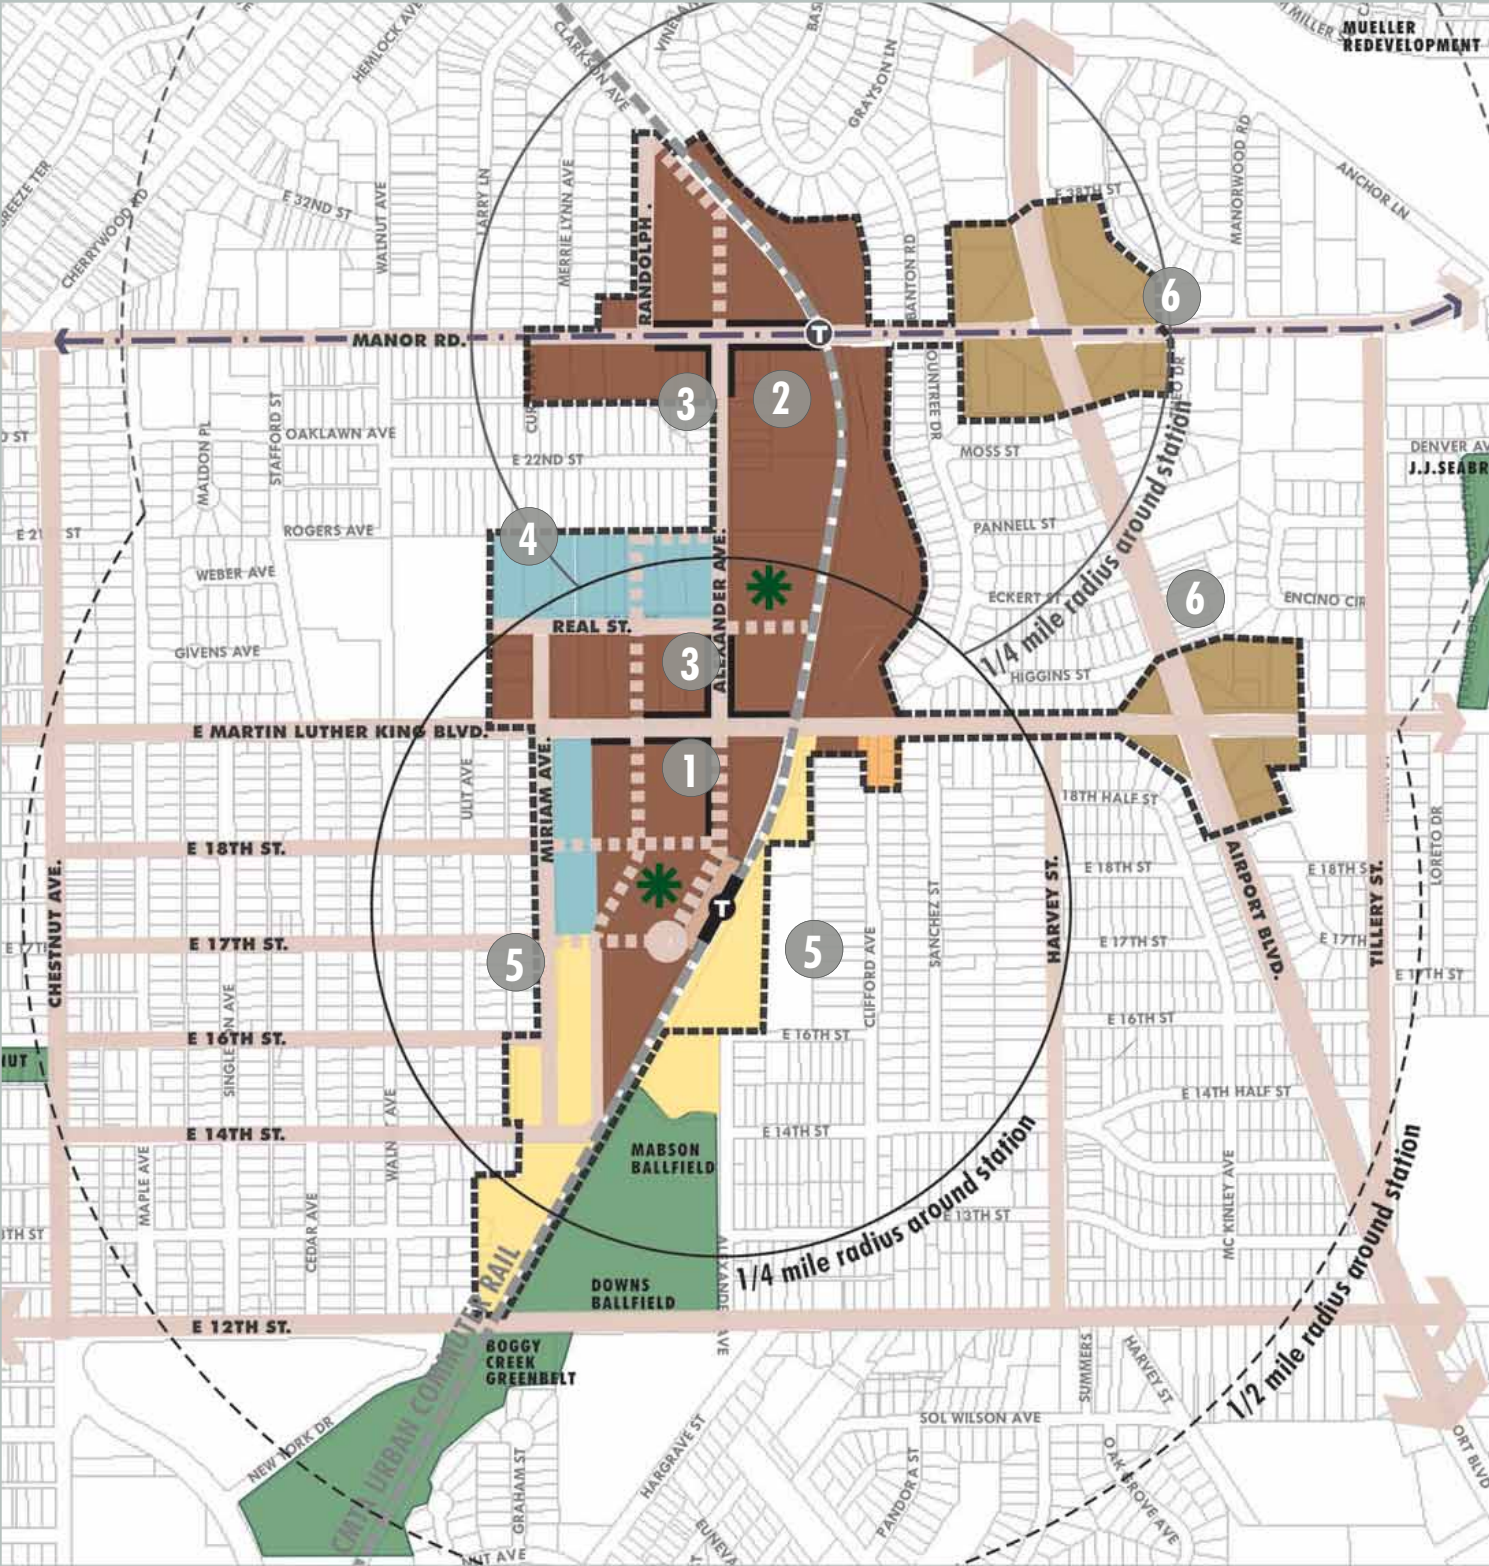 CLARKSON AVE
HEMLOCK AVE
GRAYSON LN
MUELLER
REDEVELOPMENT
MANORWOOD RD
ANCHOR LN
E 38TH ST
E 32ND ST
CHERRYWOOD RD
WALNUT AVE
LARRY LN
MERRIE LYNN AVE
RANDOLPH .
BANTON RD
6
MANOR RD.
T
3
2
STAFFORD ST
OAKLAWN AVE
MALDON PL
E 22ND ST
MOSS ST
DENVER AV
J.J.SEABR
ROGERS AVE
PANNELL ST
1/4 mile radius around station
4
WEBER AVE
ECKERT ST
6
ENCINO CIR
REAL ST.
ALEXANDER AVE.
GIVENS AVE
3
HIGGINS ST
E MARTIN LUTHER KING BLVD.
MIRIAM AVE.
1
ULIT AVE
18TH HALF ST
LORETO DR
E 18TH ST.
E 18TH ST
E 18TH S
CHESTNUT AVE.
HARVEY ST.
AIRPORT BLVD.
TILLERY ST.
T
SANCHEZ ST
CLIFFORD AVE
E 17TH ST.
5
5
E 17TH ST
E 17TH
E 17TH ST
E 16TH ST.
E 16TH ST
E 16TH ST
E 14TH HALF ST
E 14TH ST.
E 14TH ST
MABSON
BALLFIELD
MAPLE AVE
CEDAR AVE
MC KINLEY AVE
E 13TH ST
1/4 mile radius around station
DOWNS
BALLFIELD
E 12TH ST.
BOGGY
CREEK
GREENBELT
CMTA URBAN COMMUTER RAIL
1/2 mile radius around station
SUMMERS
HARVEY ST
SOL WILSON AVE
NEW YORK DR
HARGRAVE ST
GRAHAM ST
PANDORA ST
OAK GROVE AVE
ORT BLVD
NUT AVE